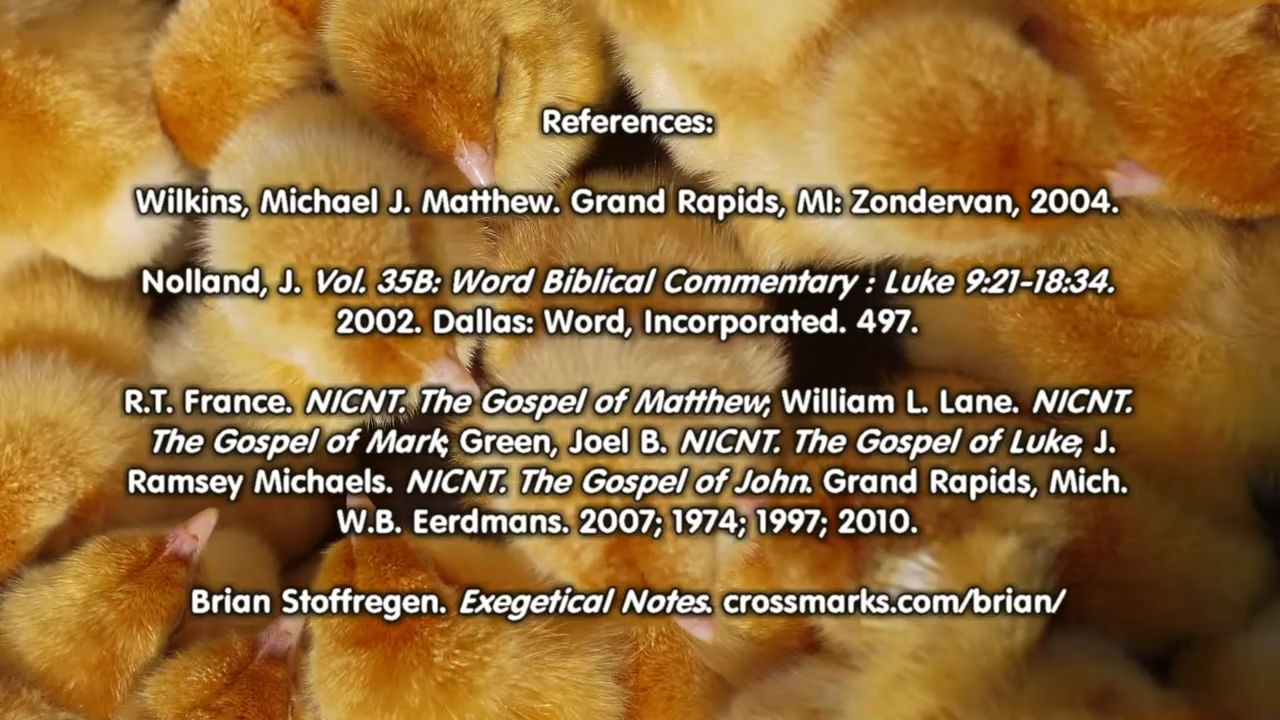 References:
Wilkins, Michael J. Matthew. Grand Rapids, MI: Zondervan, 2004.
Nolland, J. Vol. 35B: Word Biblical Commentary : Luke 9:21-18:34.
2002. Dallas: Word, Incorporated. 497.
R.T. France. NICNT. The Gospel of Matthew; William L. Lane. NICNT.
The Gospel of Mark; Green, Joel B. NICNT. The Gospel of Luke; J.
Ramsey Michaels. NICNT. The Gospel of John. Grand Rapids, Mich.
W.B. Eerdmans. 2007; 1974; 1997; 2010.
Brian Stoffregen. Exegetical Notes. crossmarks.com/brian/